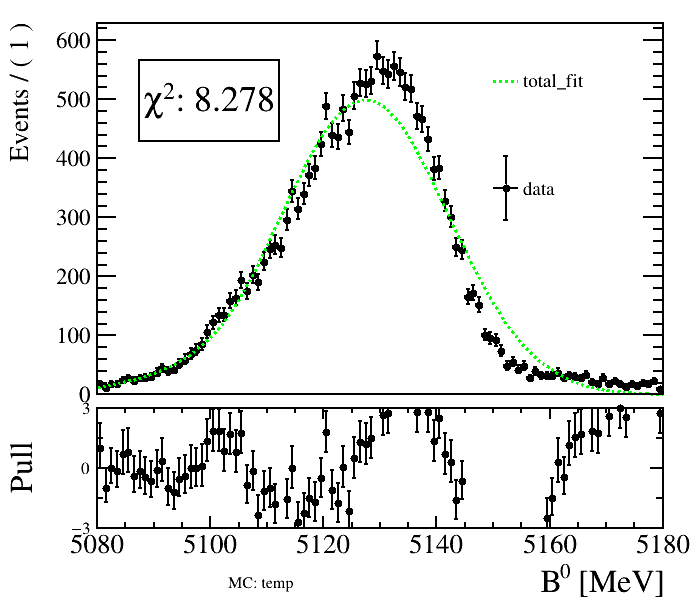 Events / ( 1 )
600
500
400
300
200
100
0
χ²: 8.278
total_fit
data
Pull
3
0
−3
5080 5100 5120 5140 5160 5180
MC: temp
B⁰ [MeV]